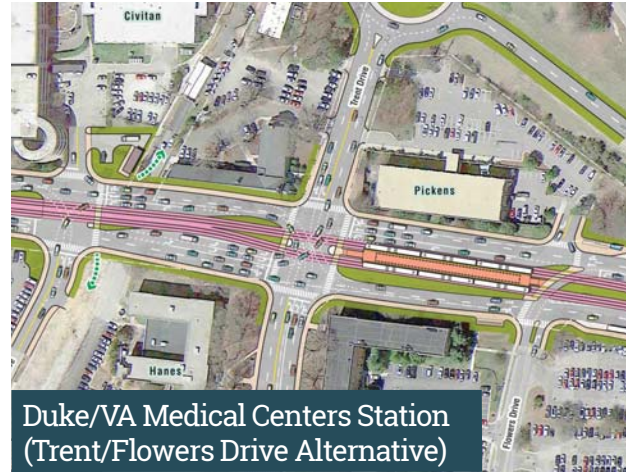 Civitan
Trent Drive
Pickens
Hanes
Flowers Drive
Duke/VA Medical Centers Station
(Trent/Flowers Drive Alternative)